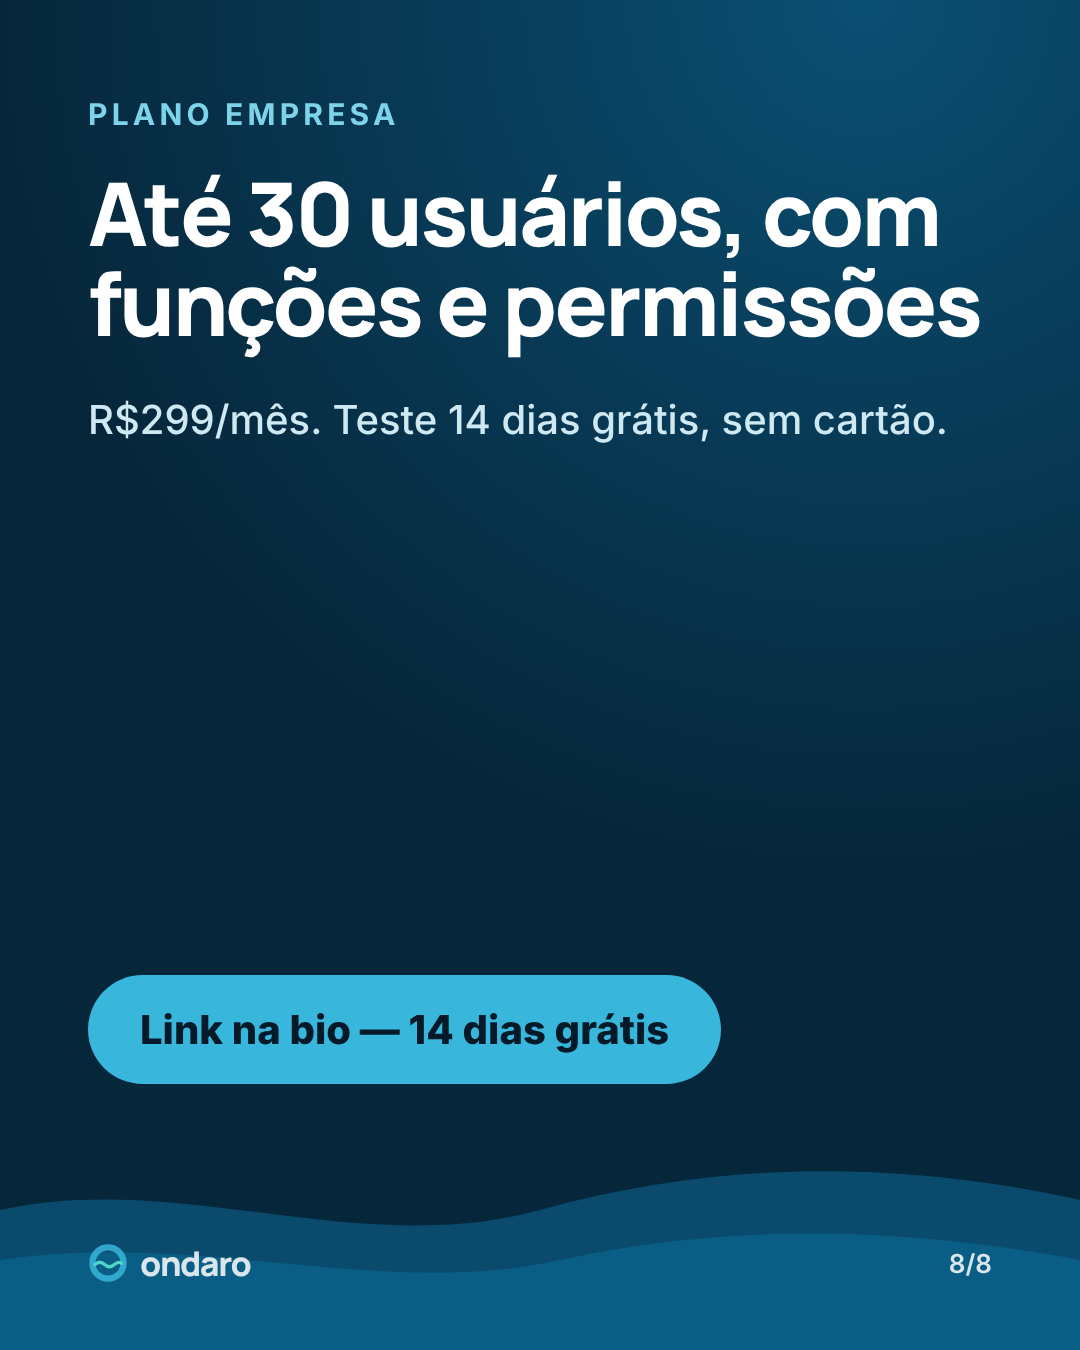 PLANO EMPRESA
Até 30 usuários, com
funções e permissões
R$299/mês. Teste 14 dias grátis, sem cartão.
Link na bio — 14 dias grátis
ondaro
8/8